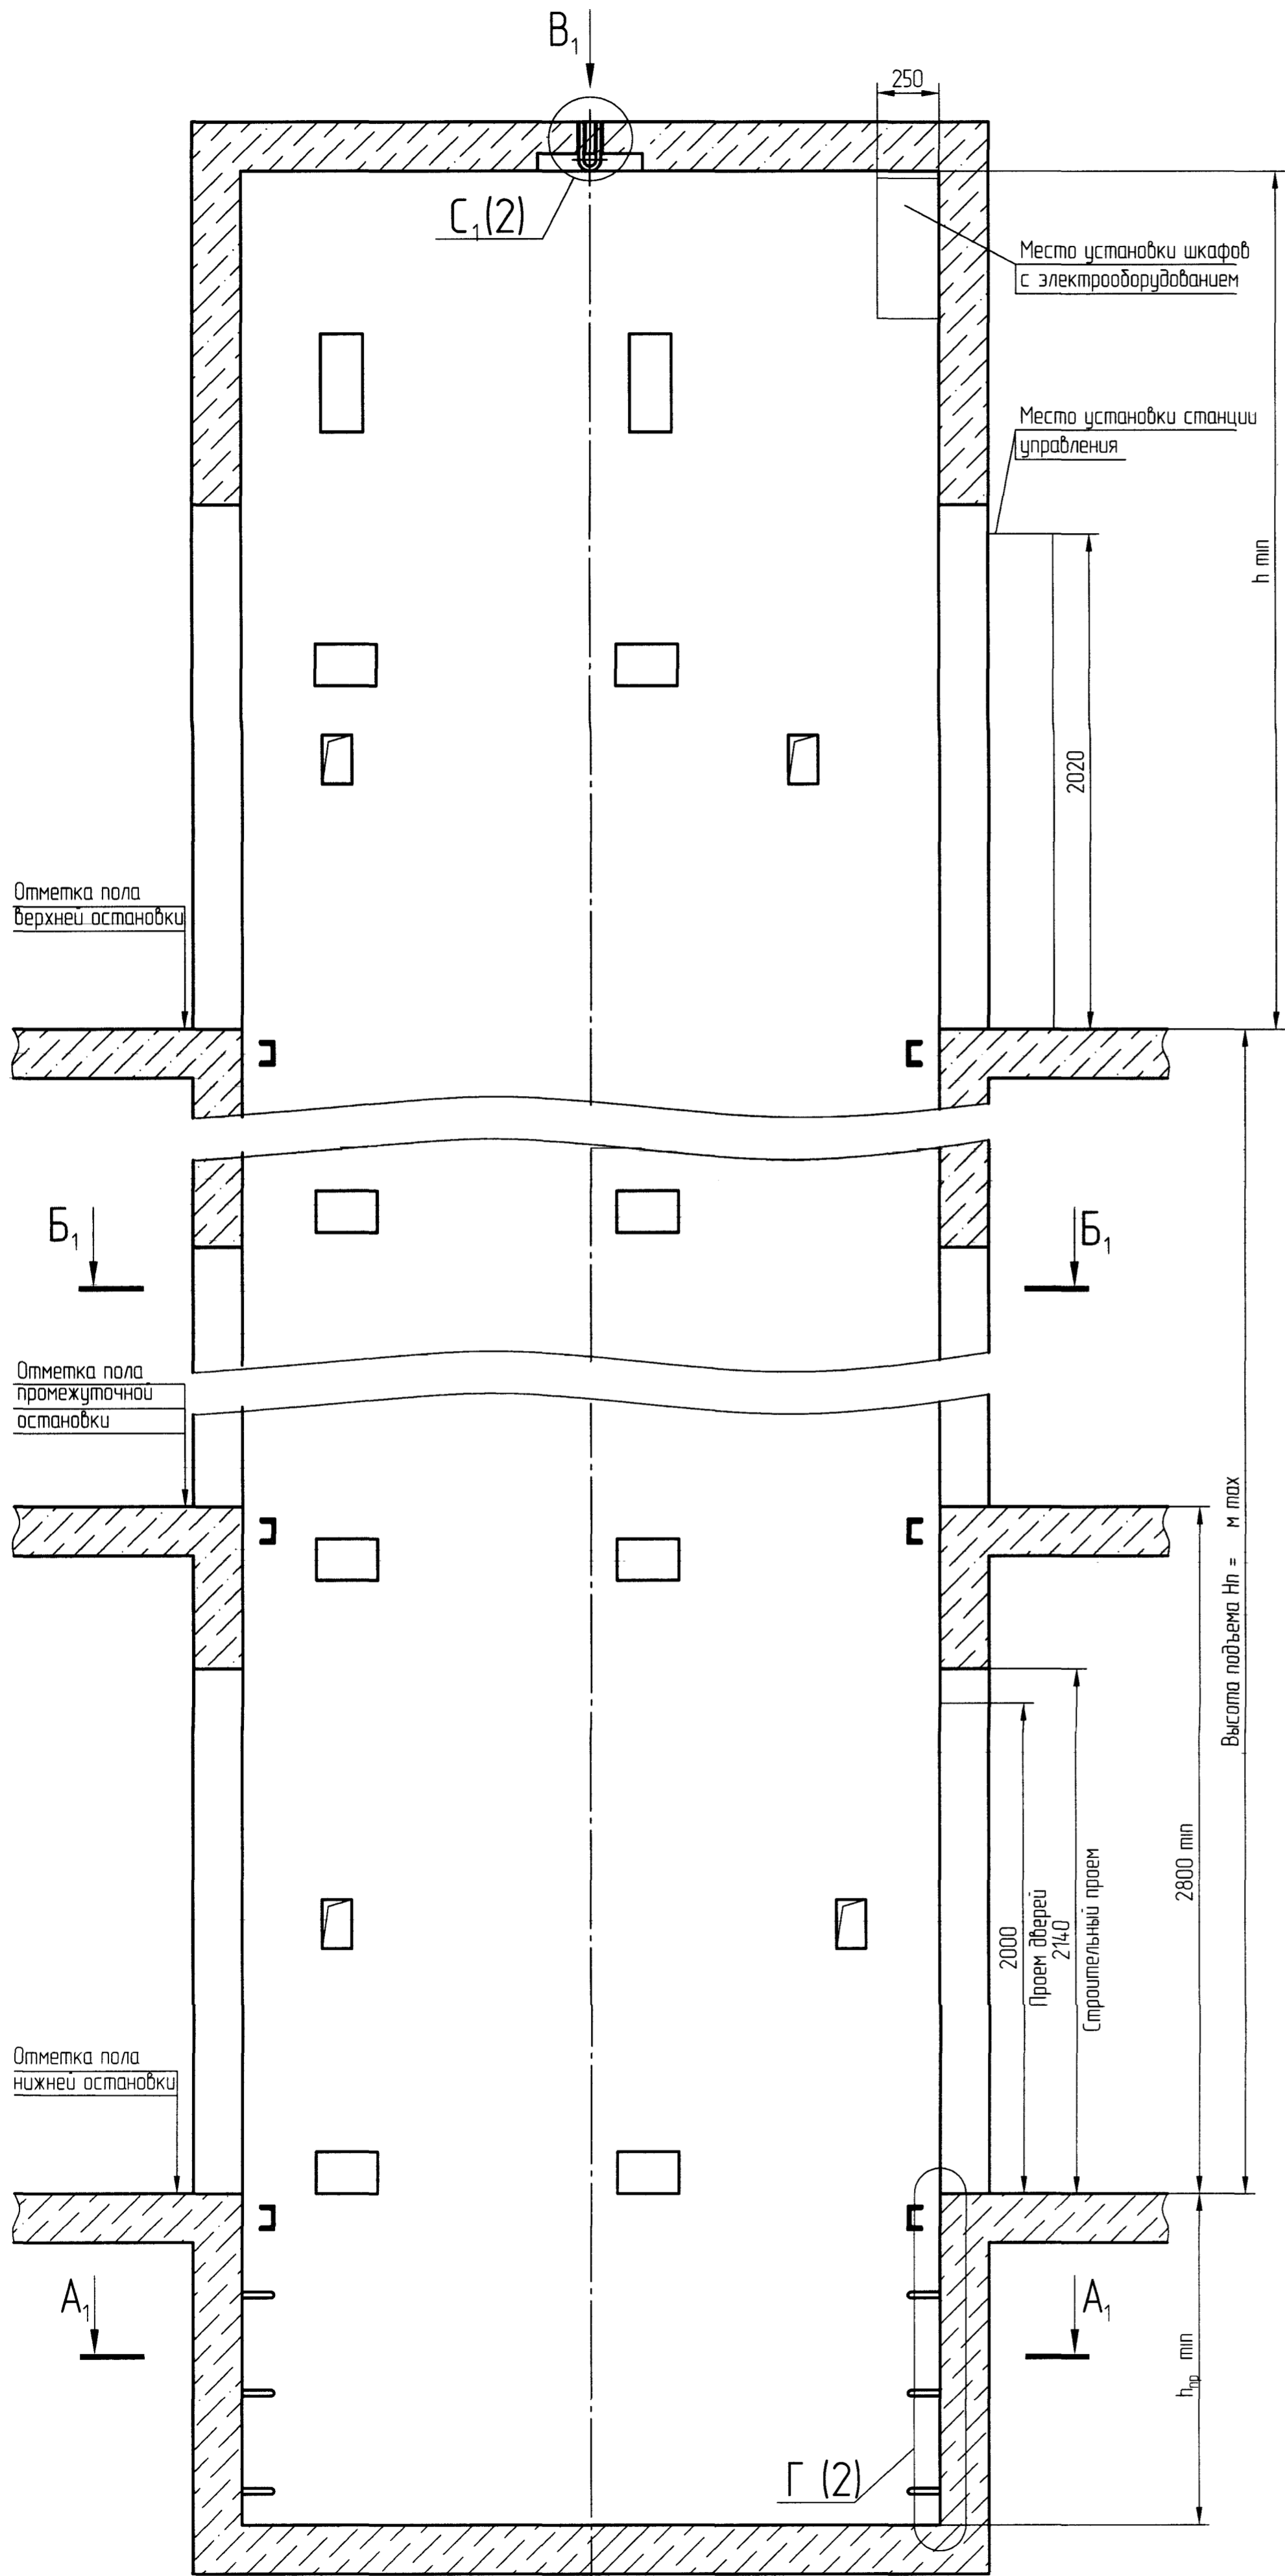 В₁
250
С₁(2)
Место установки шкафов
с электрооборудованием
Место установки станции
управления
h min
2020
Отметка пола
верхней остановки
Б₁
Б₁
Отметка пола
промежуточной
остановки
Высота подъема Нп = м max
2800 min
2000
Проем дверей
2140
Строительный проем
Отметка пола
нижней остановки
А₁
А₁
hпр min
Г (2)